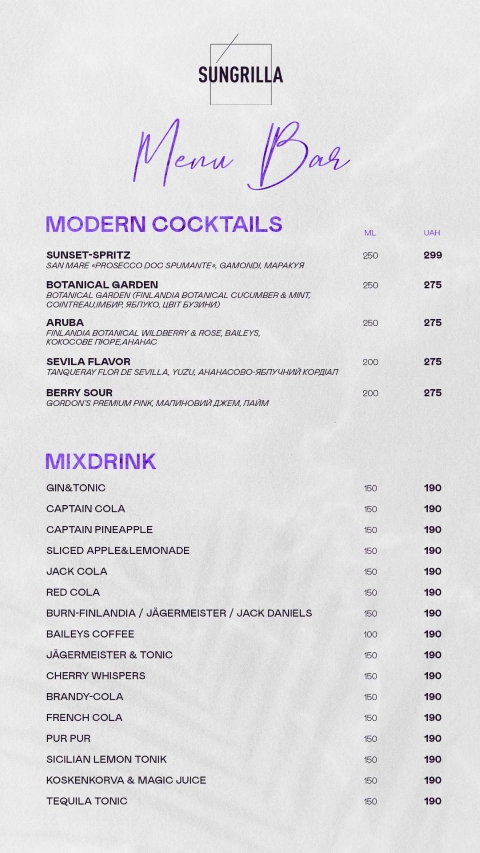 SUNGRILLA
Menu Bar
MODERN COCKTAILS
ML UAH
SUNSET-SPRITZ 250 299
SAN MARE «PROSECCO DOC SPUMANTE», GAMONDI, МАРАКУЯ
BOTANICAL GARDEN 250 275
BOTANICAL GARDEN (FINLANDIA BOTANICAL CUCUMBER & MINT,
COINTREAU,ІМБИР, ЯБЛУКО, ЦВІТ БУЗИНИ)
ARUBA 250 275
FINLANDIA BOTANICAL WILDBERRY & ROSE, BAILEYS,
КОКОСОВЕ ПЮРЕ,АНАНАС
SEVILA FLAVOR 200 275
TANQUERAY FLOR DE SEVILLA, YUZU, АНАНАСОВО-ЯБЛУЧНИЙ КОРДІАЛ
BERRY SOUR 200 275
GORDON'S PREMIUM PINK, МАЛИНОВИЙ ДЖЕМ, ЛАЙМ
MIXDRINK
GIN&TONIC 150 190
CAPTAIN COLA 150 190
CAPTAIN PINEAPPLE 150 190
SLICED APPLE&LEMONADE 150 190
JACK COLA 150 190
RED COLA 150 190
BURN-FINLANDIA / JÄGERMEISTER / JACK DANIELS 150 190
BAILEYS COFFEE 100 190
JÄGERMEISTER & TONIC 150 190
CHERRY WHISPERS 150 190
BRANDY-COLA 150 190
FRENCH COLA 150 190
PUR PUR 150 190
SICILIAN LEMON TONIK 150 190
KOSKENKORVA & MAGIC JUICE 150 190
TEQUILA TONIC 150 190